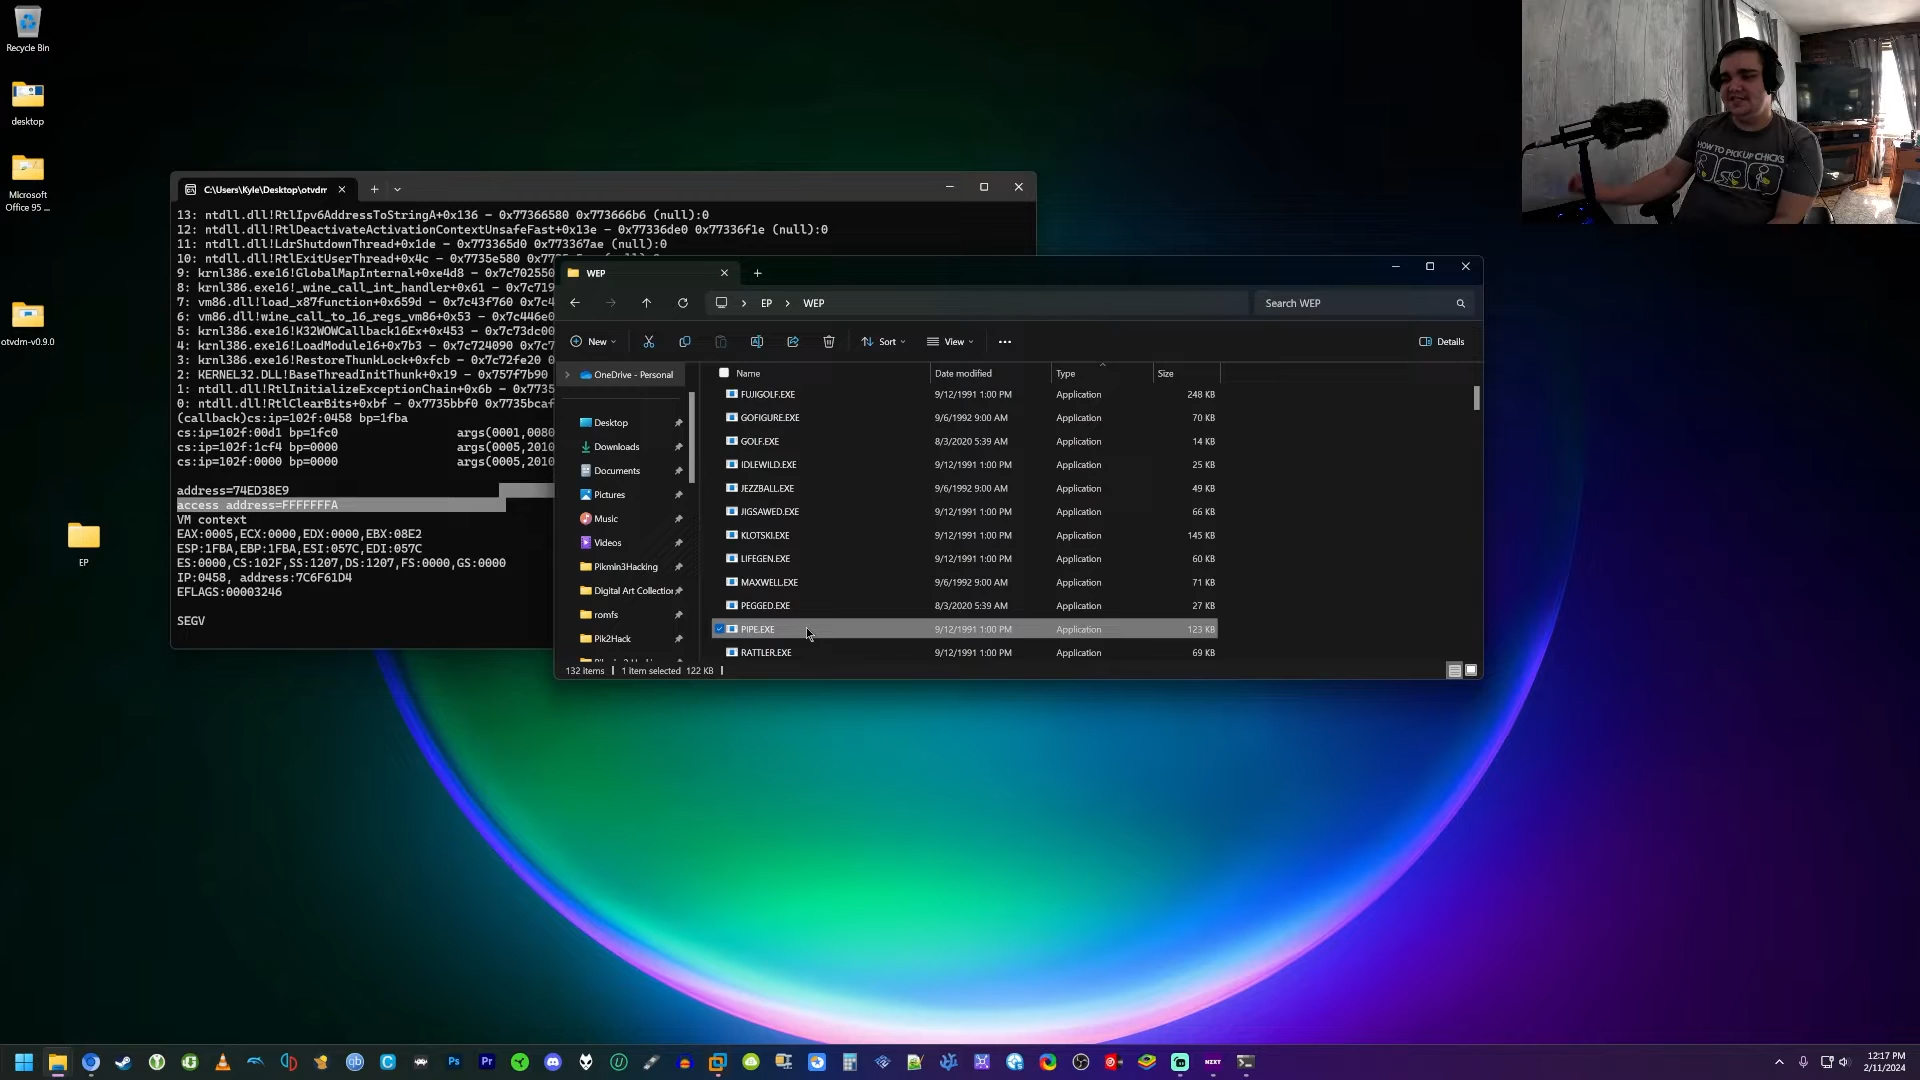 Recycle Bin
desktop
Microsoft
Office 95 ...
otvdm-v0.9.0
EP
C:\Users\Kyle\Desktop\otvdm
13: ntdll.dll!RtlIpv6AddressToStringA+0x136 - 0x77366580 0x773666b6 (null):0
12: ntdll.dll!RtlDeactivateActivationContextUnsafeFast+0x13e - 0x77336de0 0x77336f1e (null):0
11: ntdll.dll!LdrShutdownThread+0x1de - 0x773365d0 0x773367ae (null):0
10: ntdll.dll!RtlExitUserThread+0x4c - 0x7735e580
9: krnl386.exe16!GlobalMapInternal+0xe4d8 - 0x7c702550
8: krnl386.exe16!_wine_call_int_handler+0x61 - 0x7c719
7: vm86.dll!load_x87function+0x659d - 0x7c43f760 0x7c4
6: vm86.dll!wine_call_to_16_regs_vm86+0x53 - 0x7c446e0
5: krnl386.exe16!K32WOWCallback16Ex+0x453 - 0x7c73dc00
4: krnl386.exe16!LoadModule16+0x7b3 - 0x7c724090 0x7c7
3: krnl386.exe16!RestoreThunkLock+0xfcb - 0x7c72fe20 0
2: KERNEL32.DLL!BaseThreadInitThunk+0x19 - 0x757f7b90
1: ntdll.dll!RtlInitializeExceptionChain+0x6b - 0x7735
0: ntdll.dll!RtlClearBits+0xbf - 0x7735bbf0 0x7735bcaf
(callback)cs:ip=102f:0458 bp=1fba
cs:ip=102f:00d1 bp=1fc0 args(0001,0080
cs:ip=102f:1cf4 bp=0000 args(0005,2010
cs:ip=102f:0000 bp=0000 args(0005,2010
address=74ED38E9
access address=FFFFFFFA
VM context
EAX:0005,ECX:0000,EDX:0000,EBX:08E2
ESP:1FBA,EBP:1FBA,ESI:057C,EDI:057C
ES:0000,CS:102F,SS:1207,DS:1207,FS:0000,GS:0000
IP:0458, address:7C6F61D4
EFLAGS:00003246
SEGV
WEP
EP > WEP
Search WEP
New
Sort
View
Details
OneDrive - Personal
Desktop
Downloads
Documents
Pictures
Music
Videos
Pikmin3Hacking
Digital Art Collection
romfs
Pik2Hack
Name Date modified Type Size
FUJIGOLF.EXE 9/12/1991 1:00 PM Application 248 KB
GOFIGURE.EXE 9/6/1992 9:00 AM Application 70 KB
GOLF.EXE 8/3/2020 5:39 AM Application 14 KB
IDLEWILD.EXE 9/12/1991 1:00 PM Application 25 KB
JEZZBALL.EXE 9/6/1992 9:00 AM Application 49 KB
JIGSAWED.EXE 9/12/1991 1:00 PM Application 66 KB
KLOTSKI.EXE 9/12/1991 1:00 PM Application 145 KB
LIFEGEN.EXE 9/12/1991 1:00 PM Application 60 KB
MAXWELL.EXE 9/6/1992 9:00 AM Application 71 KB
PEGGED.EXE 8/3/2020 5:39 AM Application 27 KB
PIPE.EXE 9/12/1991 1:00 PM Application 123 KB
RATTLER.EXE 9/12/1991 1:00 PM Application 69 KB
132 items 1 item selected 122 KB
HOW TO PICK UP CHICKS
12:17 PM
2/11/2024